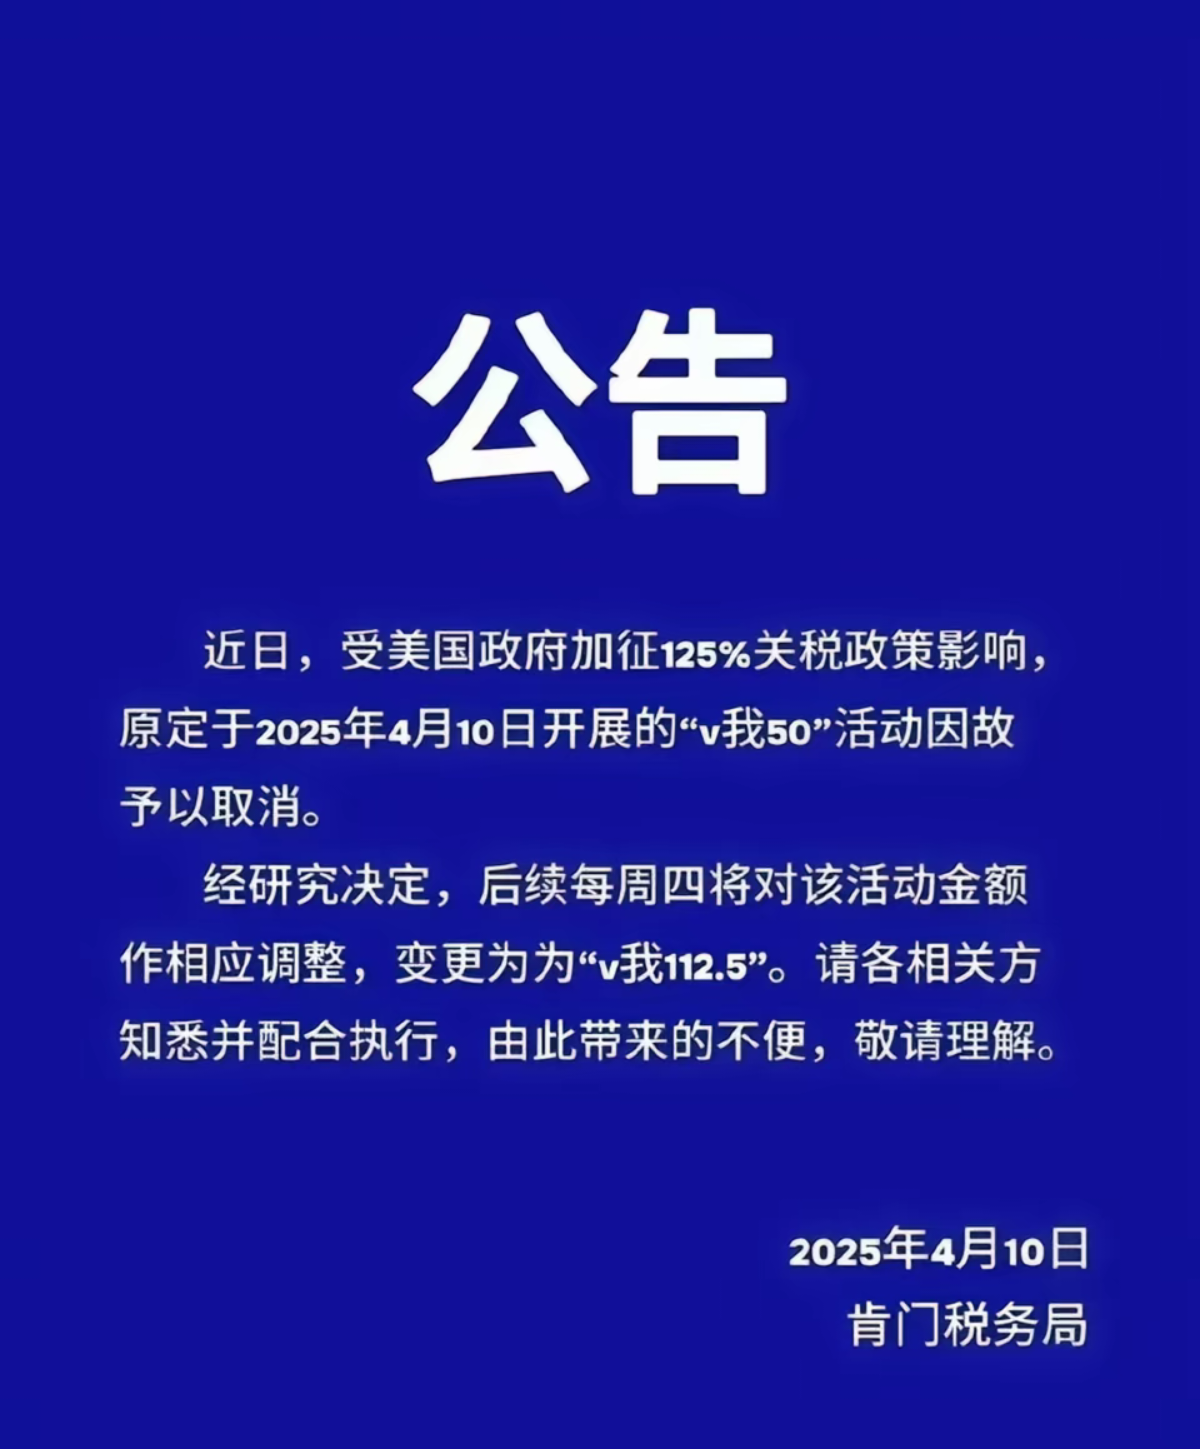 公告
近日，受美国政府加征125%关税政策影响，
原定于2025年4月10日开展的“v我50”活动因故
予以取消。
经研究决定，后续每周四将对该活动金额
作相应调整，变更为为“v我112.5”。请各相关方
知悉并配合执行，由此带来的不便，敬请理解。
2025年4月10日
肯门税务局